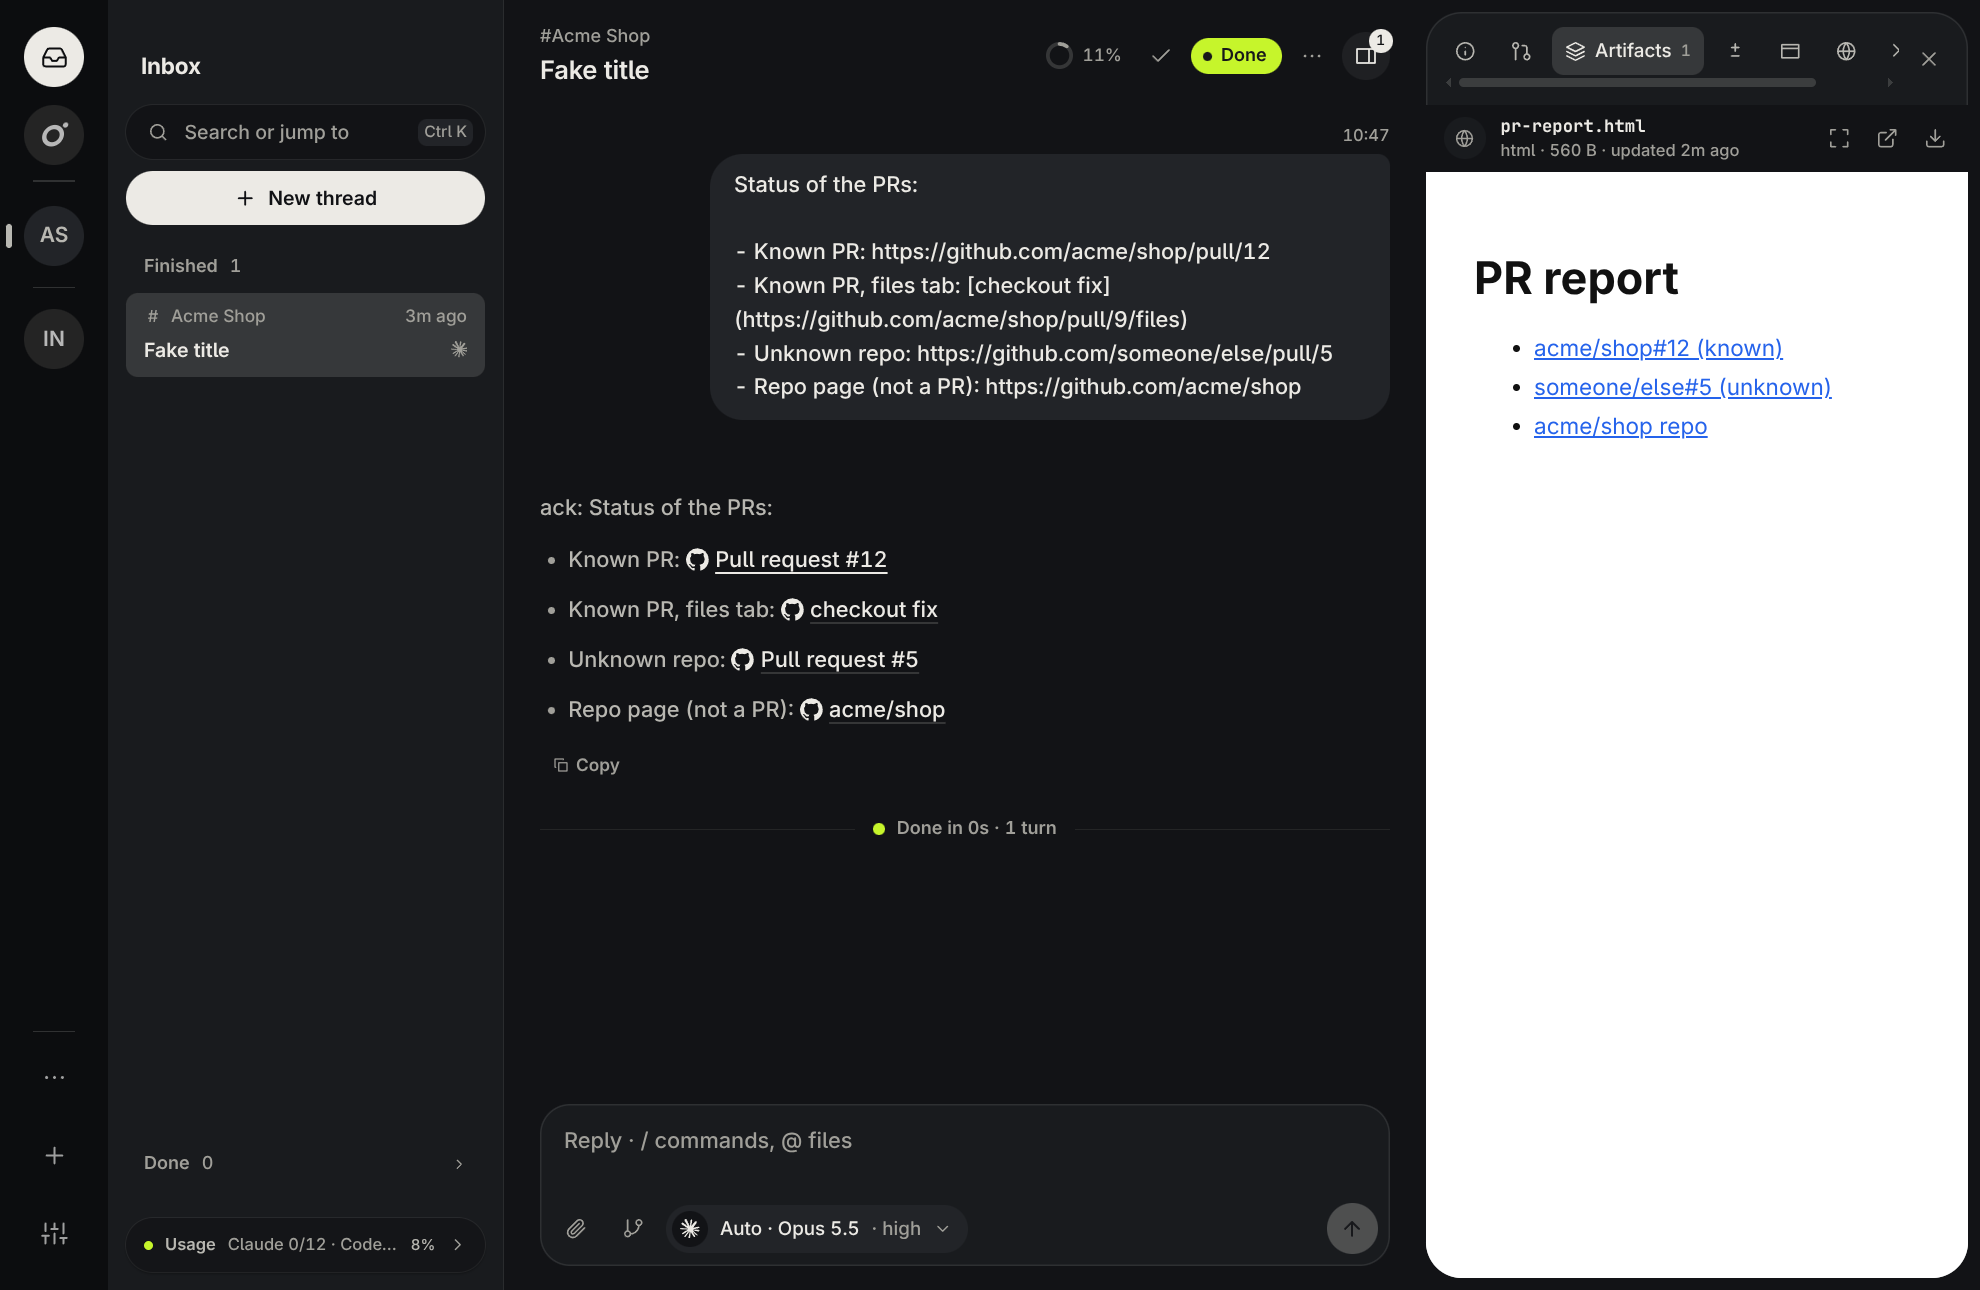 AS
IN
Inbox
Search or jump to
Ctrl K
New thread
Finished 1
# Acme Shop
3m ago
Fake title
Done 0
Usage Claude 0/12 · Code... 8%
#Acme Shop
Fake title
11%
Done
1
10:47
Status of the PRs:
- Known PR: https://github.com/acme/shop/pull/12
- Known PR, files tab: [checkout fix]
(https://github.com/acme/shop/pull/9/files)
- Unknown repo: https://github.com/someone/else/pull/5
- Repo page (not a PR): https://github.com/acme/shop
ack: Status of the PRs:
• Known PR: Pull request #12
• Known PR, files tab: checkout fix
• Unknown repo: Pull request #5
• Repo page (not a PR): acme/shop
Copy
Done in 0s · 1 turn
Reply · / commands, @ files
Auto · Opus 5.5 · high
Artifacts 1
pr-report.html
html · 560 B · updated 2m ago
PR report
• acme/shop#12 (known)
• someone/else#5 (unknown)
• acme/shop repo